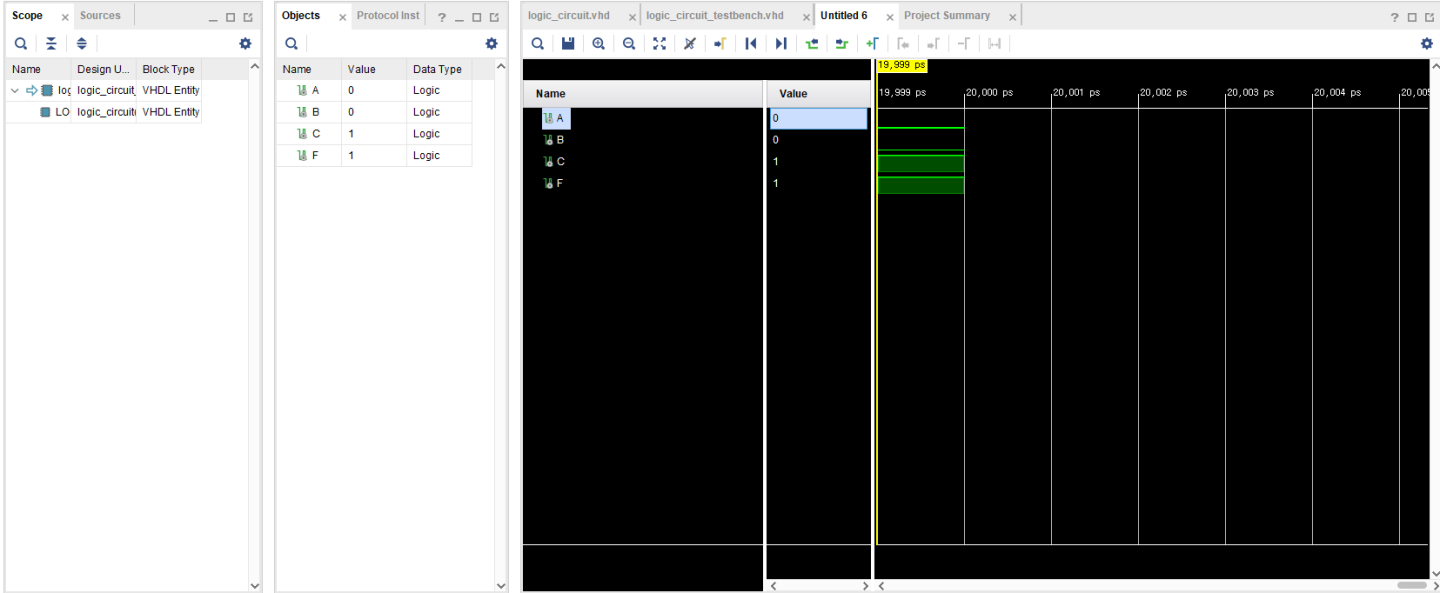 Scope Sources
Name Design U... Block Type
log logic_circuit_ VHDL Entity
LO logic_circuit( VHDL Entity
Objects Protocol Inst ?
Name Value Data Type
A 0 Logic
B 0 Logic
C 1 Logic
F 1 Logic
logic_circuit.vhd logic_circuit_testbench.vhd Untitled 6 Project Summary ?
Name Value
A 0
B 0
C 1
F 1
19,999 ps
19,999 ps 20,000 ps 20,001 ps 20,002 ps 20,003 ps 20,004 ps 20,005